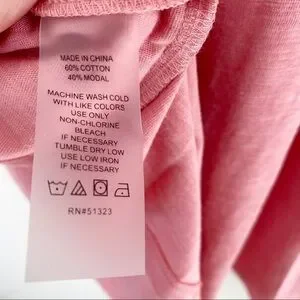 MADE IN CHINA
60% COTTON
40% MODAL
MACHINE WASH COLD
WITH LIKE COLORS
USE ONLY
NON-CHLORINE
BLEACH
IF NECESSARY
TUMBLE DRY LOW
USE LOW IRON
IF NECESSARY
RN#51323